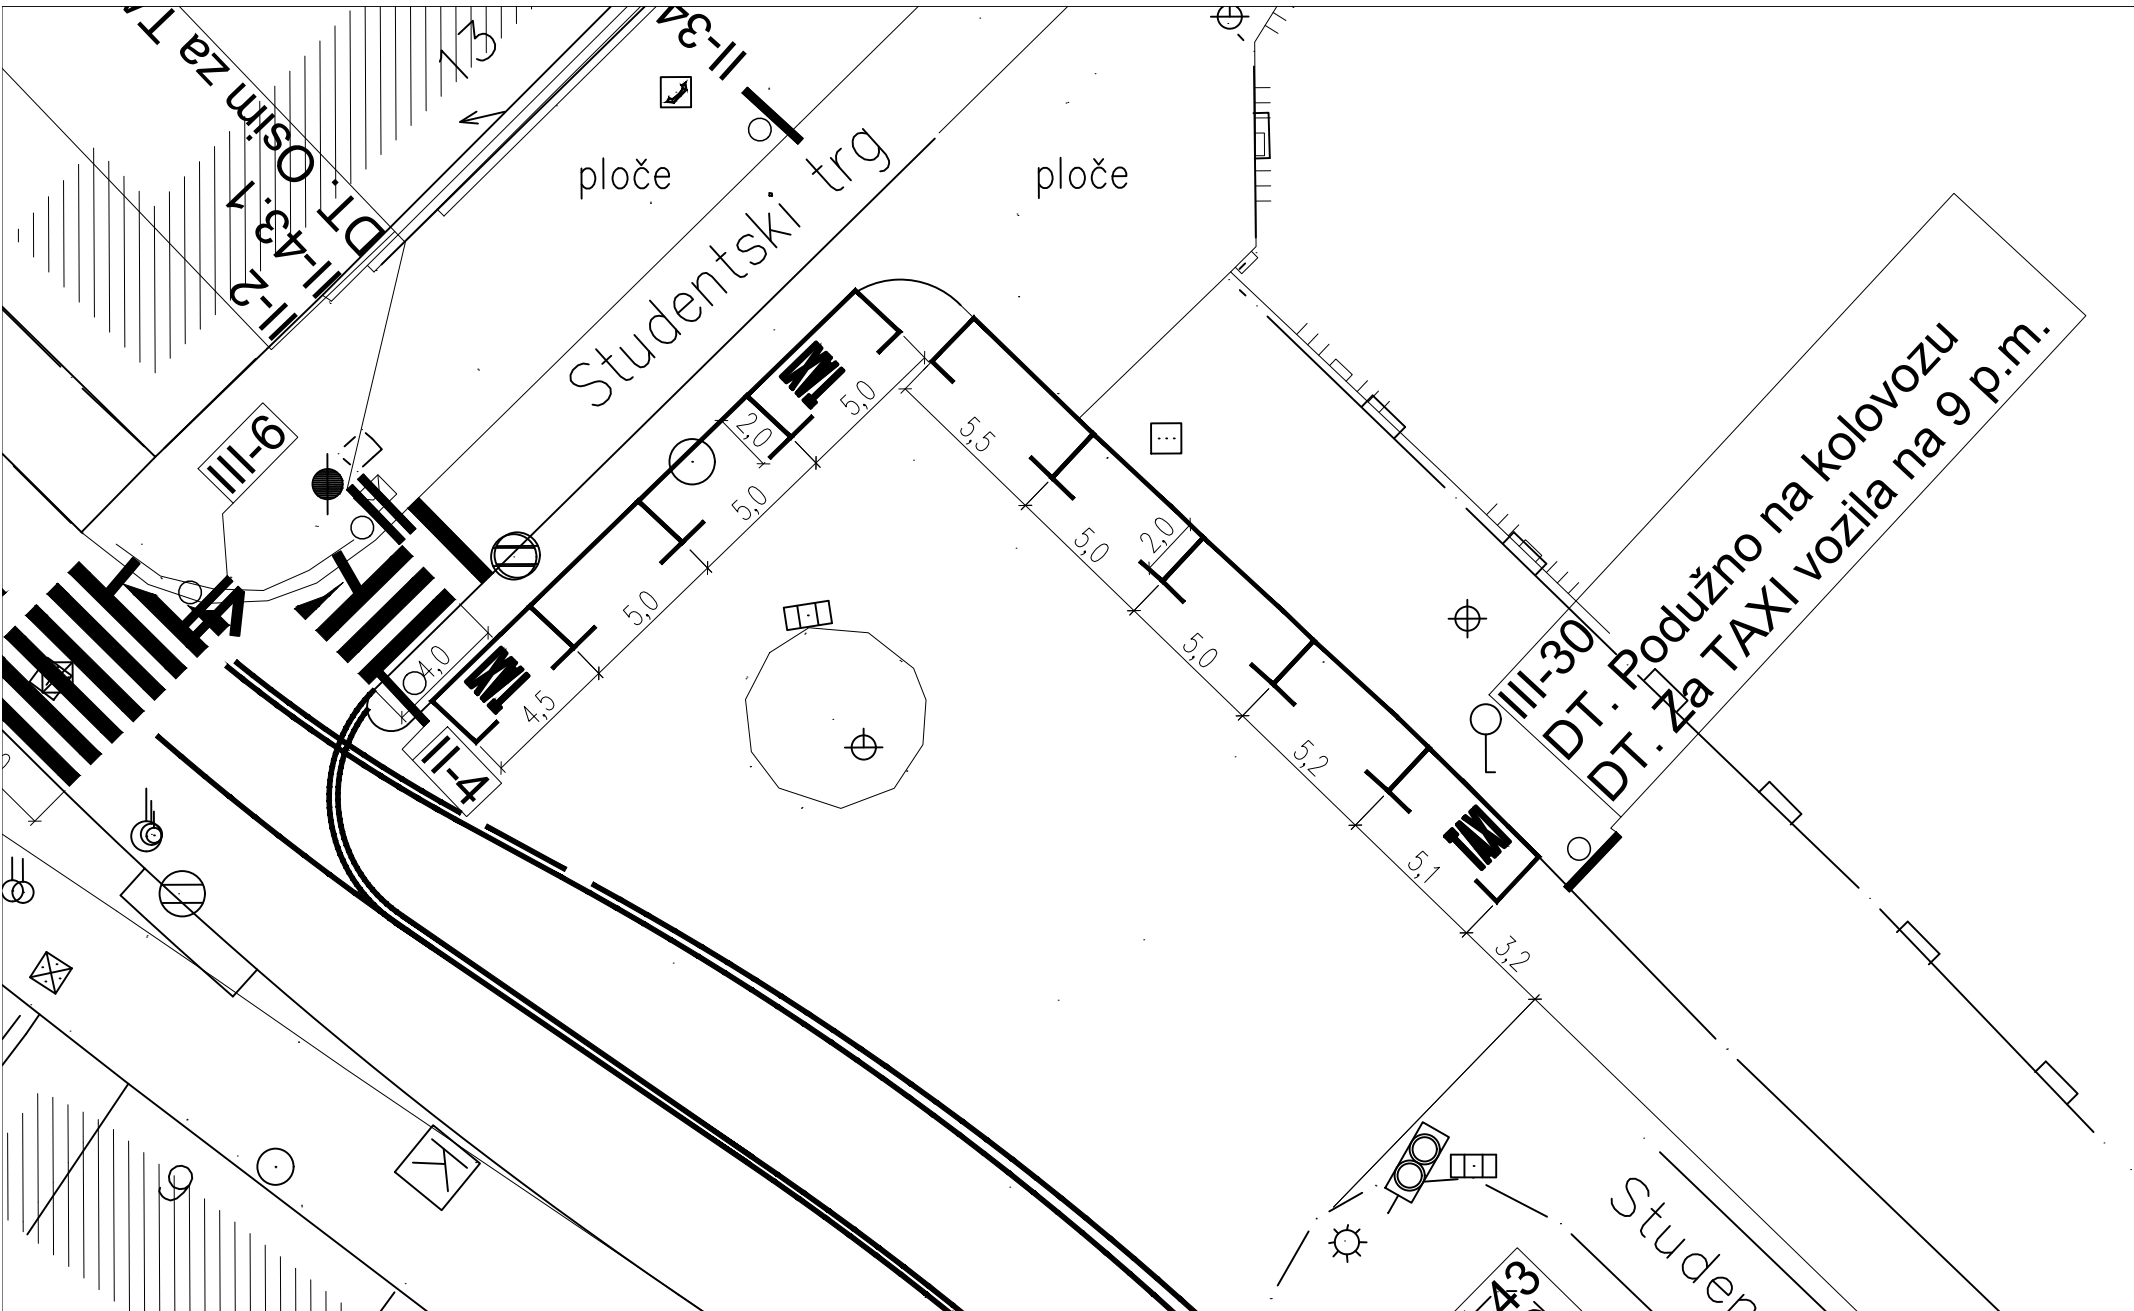 13
II-34
DT. Osim za TA
II-43.1
II-2
ploče
ploče
Studentski trg
III-9
TAXI
5,0
2,0
5,0
5,0
4,5
4,0
TAXI
II-4
5,5
5,0
2,0
5,0
5,2
5,1
3,2
TAXI
III-30
DT. Podužno na kolovozu
DT. za TAXI vozila na 9 p.m.
9
Studen
43